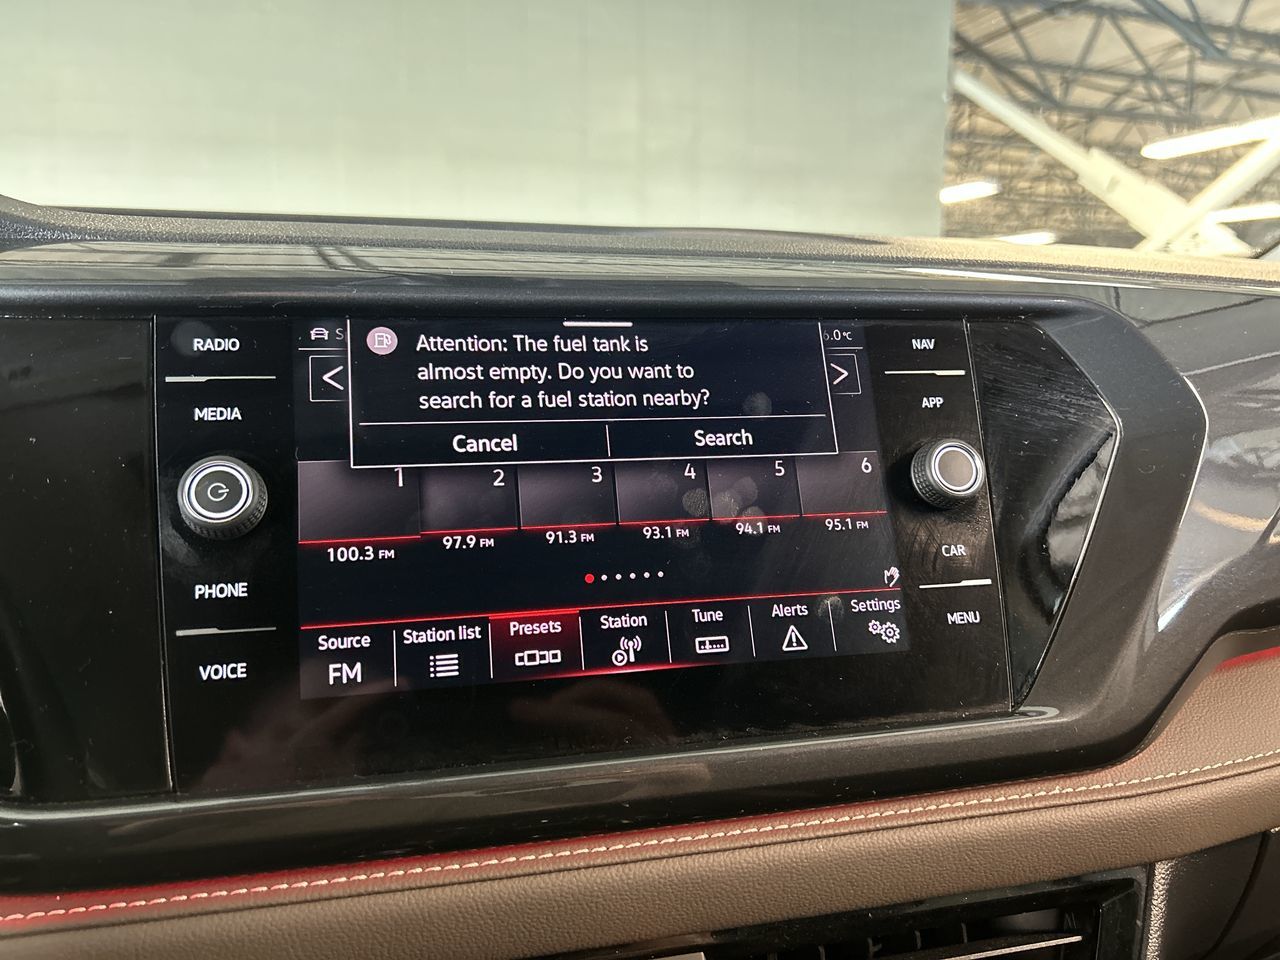 RADIO
MEDIA
PHONE
VOICE
Attention: The fuel tank is
almost empty. Do you want to
search for a fuel station nearby?
Cancel Search
1 2 3 4 5 6
100.3 FM 97.9 FM 91.3 FM 93.1 FM 94.1 FM 95.1 FM
Source Station list Presets Station Tune Alerts Settings
FM
NAV
APP
CAR
MENU